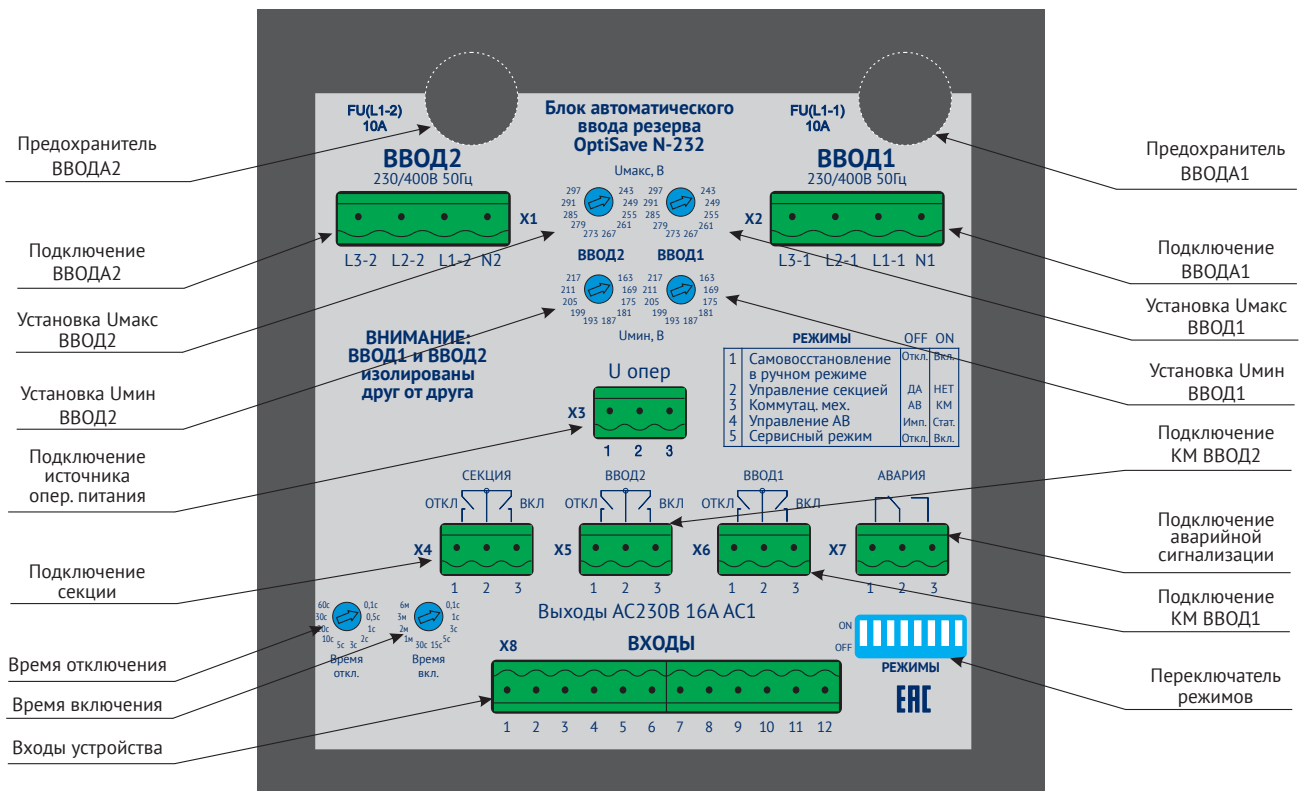 Предохранитель
ВВОДА2
Подключение
ВВОДА2
Установка Uмакс
ВВОД2
Установка Uмин
ВВОД2
Подключение
источника
опер. питания
Подключение
секции
Время отключения
Время включения
Входы устройства
FU(L1-2)
10A
ВВОД2
230/400В 50Гц
X1
L3-2 L2-2 L1-2 N2
Блок автоматического
ввода резерва
OptiSave N-232
Uмакс, В
297 243 297 243
291 249 291 249
285 255 285 255
279 261 279 261
273 267 273 267
ВВОД2 ВВОД1
217 163 217 163
211 169 211 169
205 175 205 175
199 181 199 181
193 187 193 187
Uмин, В
FU(L1-1)
10A
ВВОД1
230/400В 50Гц
X2
L3-1 L2-1 L1-1 N1
ВНИМАНИЕ:
ВВОД1 и ВВОД2
изолированы
друг от друга
U опер
X3
1 2 3
РЕЖИМЫ OFF ON
1 Самовосстановление Откл. Вкл.
в ручном режиме
2 Управление секцией ДА НЕТ
3 Коммутац. мех. АВ КМ
4 Управление АВ Имп. Стат.
5 Сервисный режим Откл. Вкл.
СЕКЦИЯ ВВОД2 ВВОД1 АВАРИЯ
ОТКЛ ВКЛ ОТКЛ ВКЛ ОТКЛ ВКЛ
X4 X5 X6 X7
1 2 3 1 2 3 1 2 3 1 2 3
Выходы AC230В 16А АС1
60с 0,1с
30с 0,5с
20с 1с
10с 2с
5с 3с
Время
откл.
6м 0,1с
3м 1с
2м 3с
1м 5с
30с 15с
Время
вкл.
X8 ВХОДЫ
1 2 3 4 5 6 7 8 9 10 11 12
ON
OFF
РЕЖИМЫ
EAC
Предохранитель
ВВОДА1
Подключение
ВВОДА1
Установка Uмакс
ВВОД1
Установка Uмин
ВВОД1
Подключение
КМ ВВОД2
Подключение
аварийной
сигнализации
Подключение
КМ ВВОД1
Переключатель
режимов